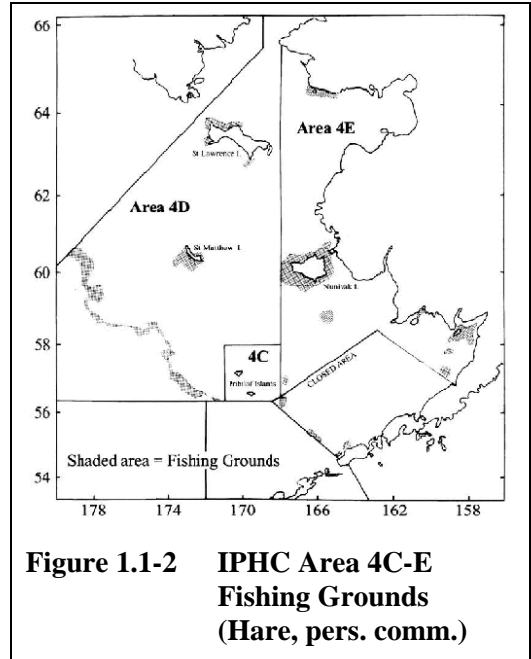 66
64
62
60
58
56
54
178
174
170
166
162
158
Area 4E
St Lawrence I.
Area 4D
St Matthew I.
Nunivak I.
4C
Pribilof Islands
CLOSED AREA
Shaded area = Fishing Grounds
Figure 1.1-2 IPHC Area 4C-E
Fishing Grounds
(Hare, pers. comm.)